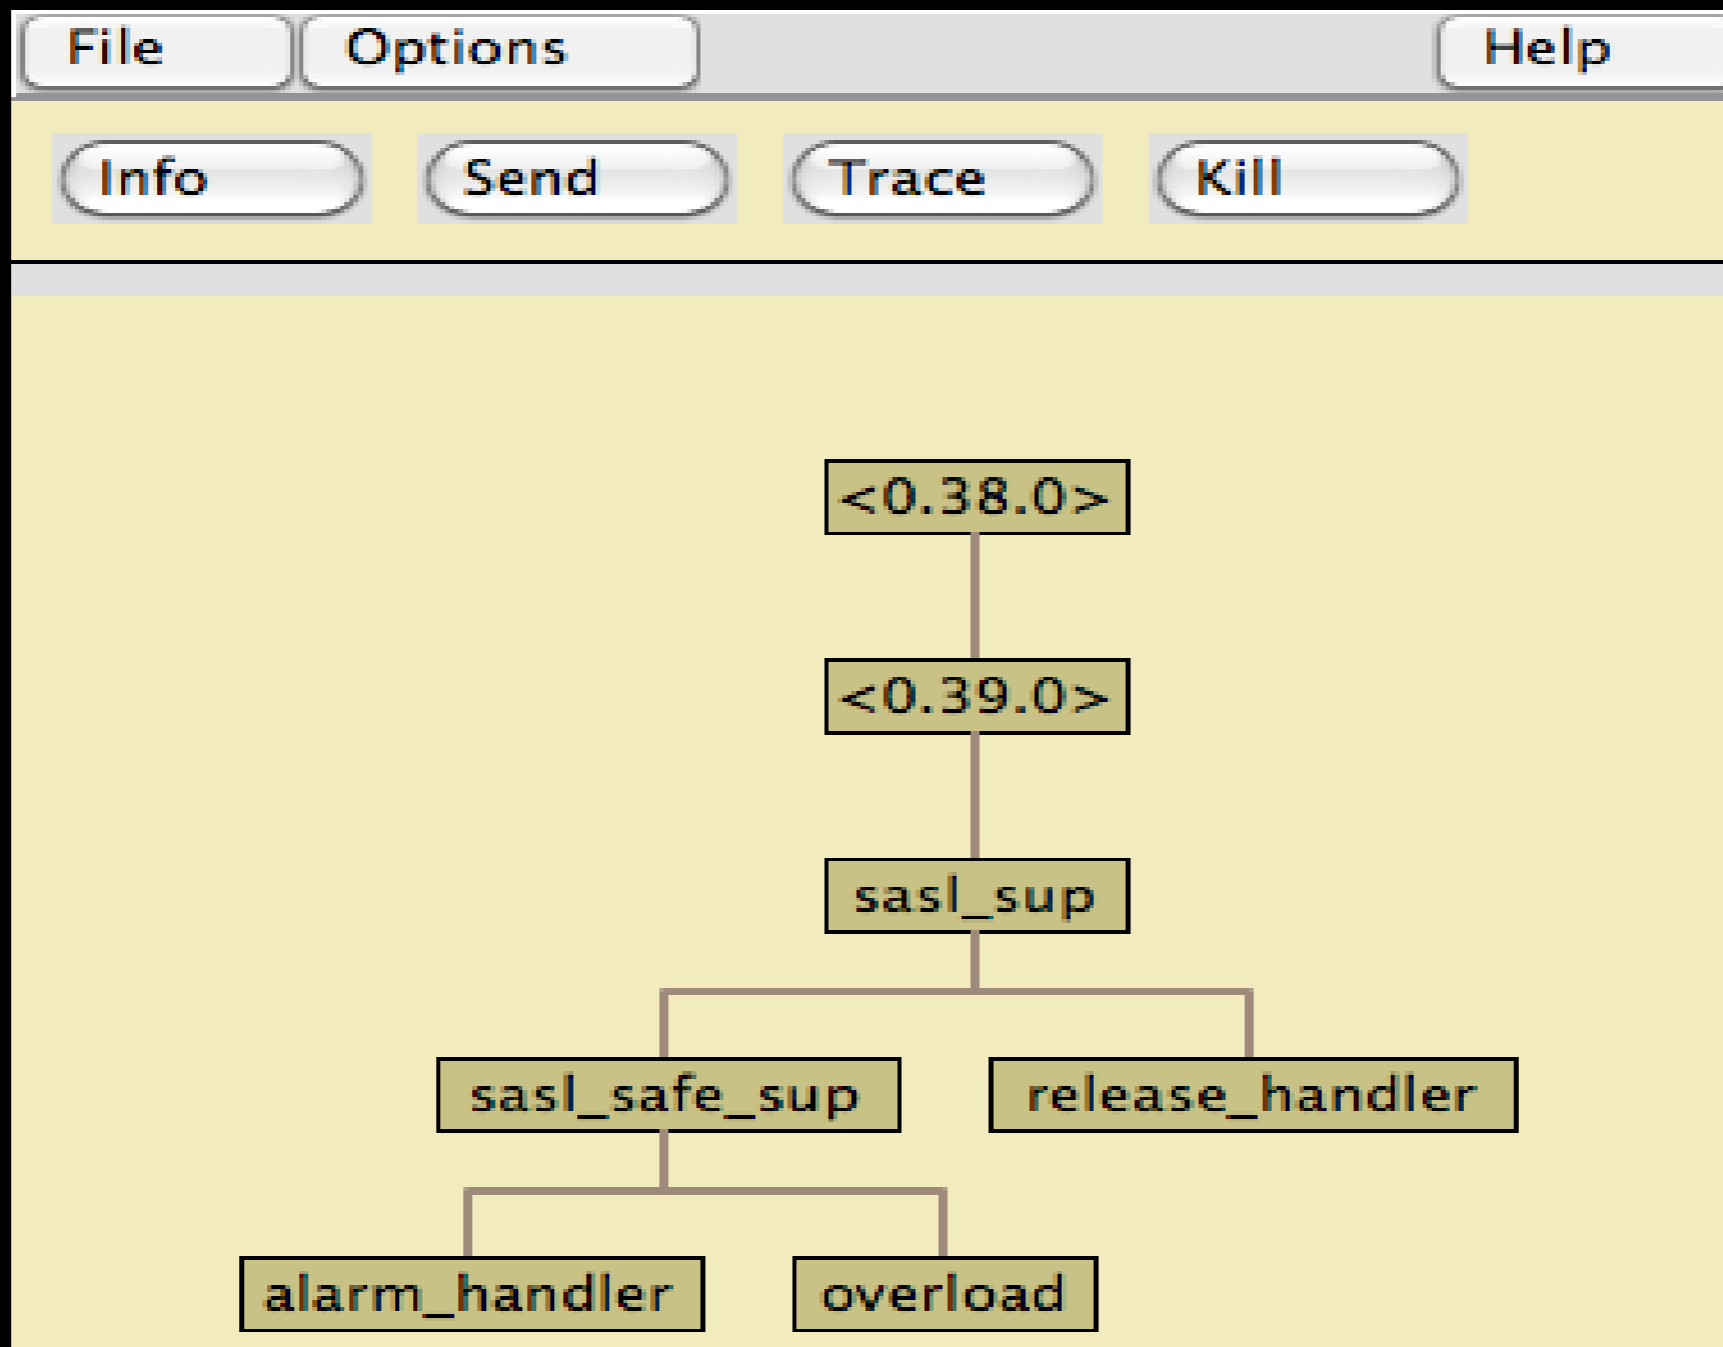 File Options Help
Info Send Trace Kill
<0.38.0>
<0.39.0>
sasl_sup
sasl_safe_sup release_handler
alarm_handler overload